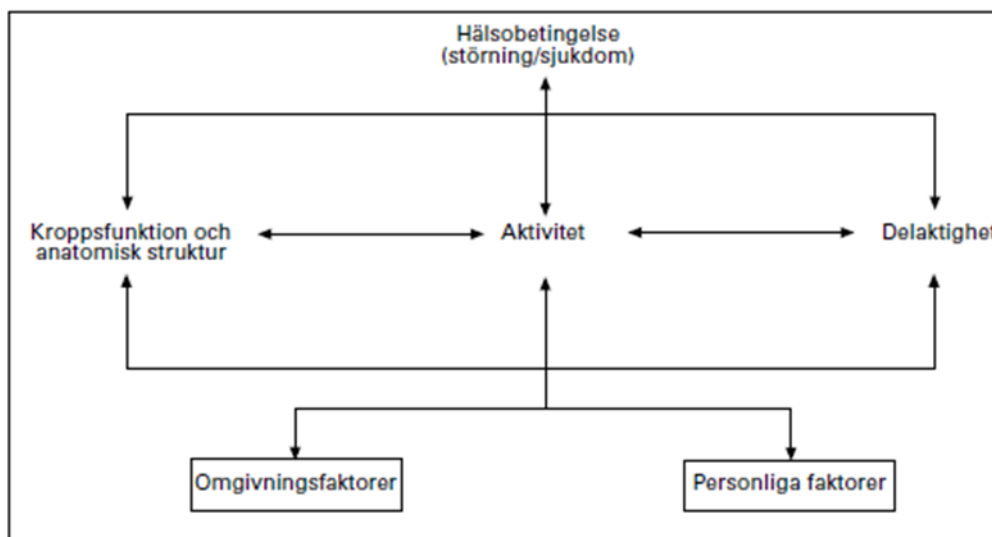 Hälsobetingelse
(störning/sjukdom)
Kroppsfunktion och
anatomisk struktur
Aktivitet
Delaktighet
Omgivningsfaktorer
Personliga faktorer